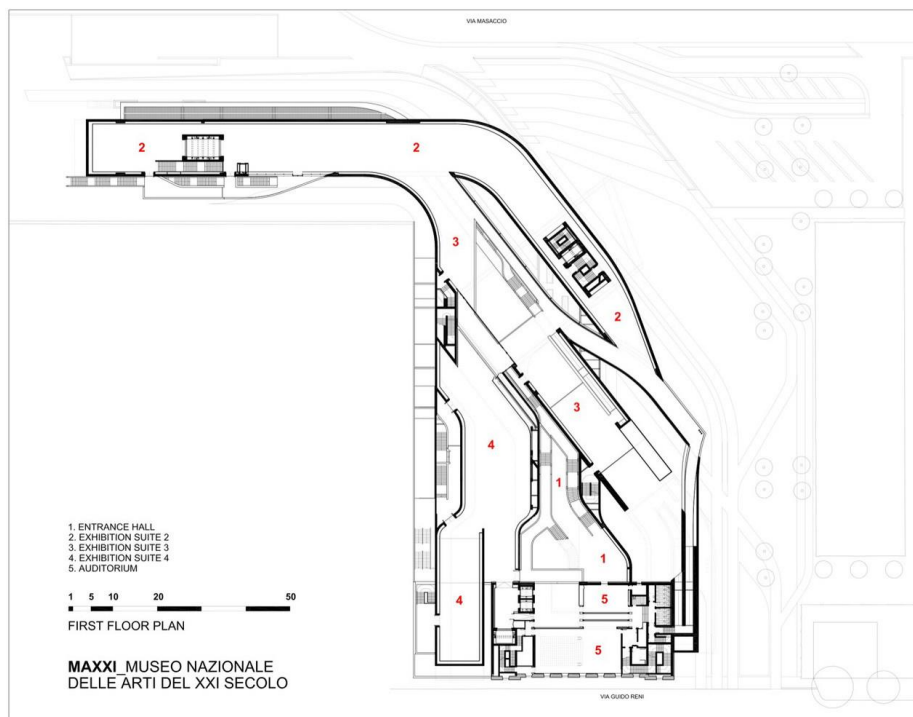 VIA MASACCIO
2
2
3
2
3
4
1
1
4
5
5
1. ENTRANCE HALL
2. EXHIBITION SUITE 2
3. EXHIBITION SUITE 3
4. EXHIBITION SUITE 4
5. AUDITORIUM
1 5 10 20 50
FIRST FLOOR PLAN
MAXXI_MUSEO NAZIONALE
DELLE ARTI DEL XXI SECOLO
VIA GUIDO RENI